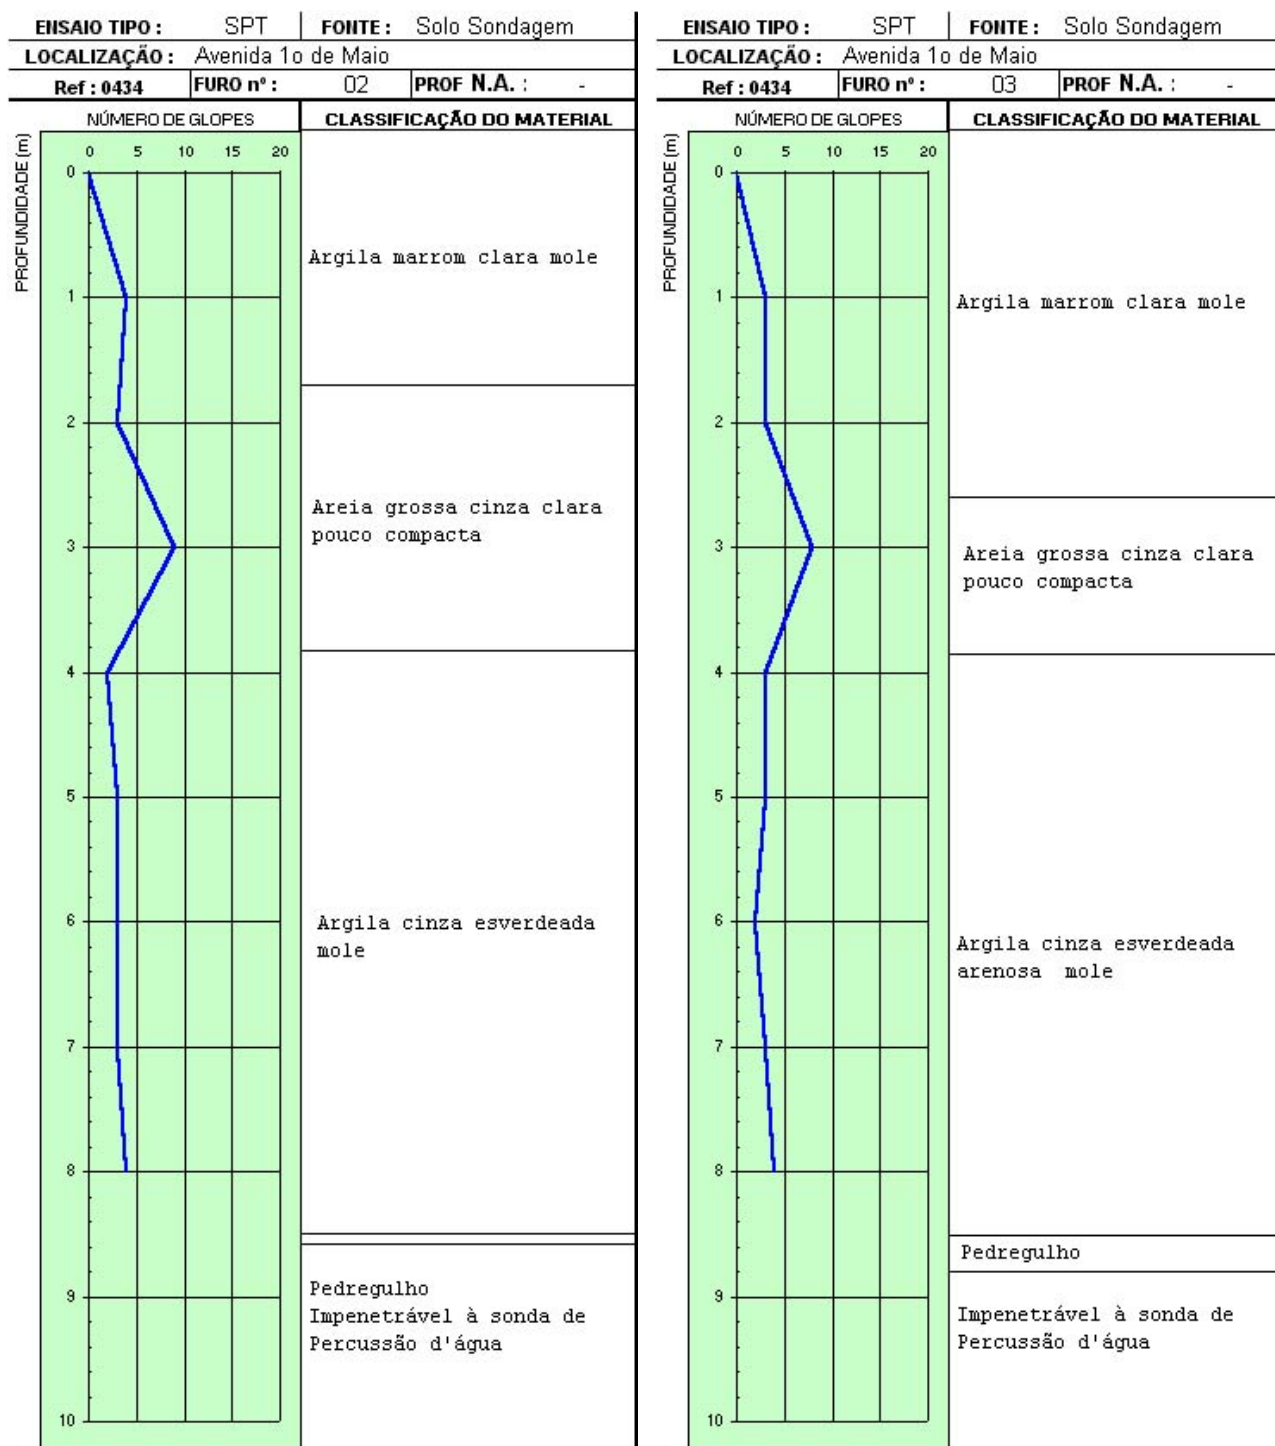 ENSAIO TIPO : SPT FONTE : Solo Sondagem
LOCALIZAÇÃO : Avenida 1o de Maio
Ref : 0434 FURO nº : 02 PROF N.A. : -
NÚMERO DE GLOPES CLASSIFICAÇÃO DO MATERIAL
PROFUNDIDADE (m)
0 5 10 15 20
0
1
2
3
4
5
6
7
8
9
10
Argila marrom clara mole
Areia grossa cinza clara
pouco compacta
Argila cinza esverdeada
mole
Pedregulho
Impenetrável à sonda de
Percussão d'água
ENSAIO TIPO : SPT FONTE : Solo Sondagem
LOCALIZAÇÃO : Avenida 1o de Maio
Ref : 0434 FURO nº : 03 PROF N.A. : -
NÚMERO DE GLOPES CLASSIFICAÇÃO DO MATERIAL
PROFUNDIDADE (m)
0 5 10 15 20
0
1
2
3
4
5
6
7
8
9
10
Argila marrom clara mole
Areia grossa cinza clara
pouco compacta
Argila cinza esverdeada
arenosa mole
Pedregulho
Impenetrável à sonda de
Percussão d'água